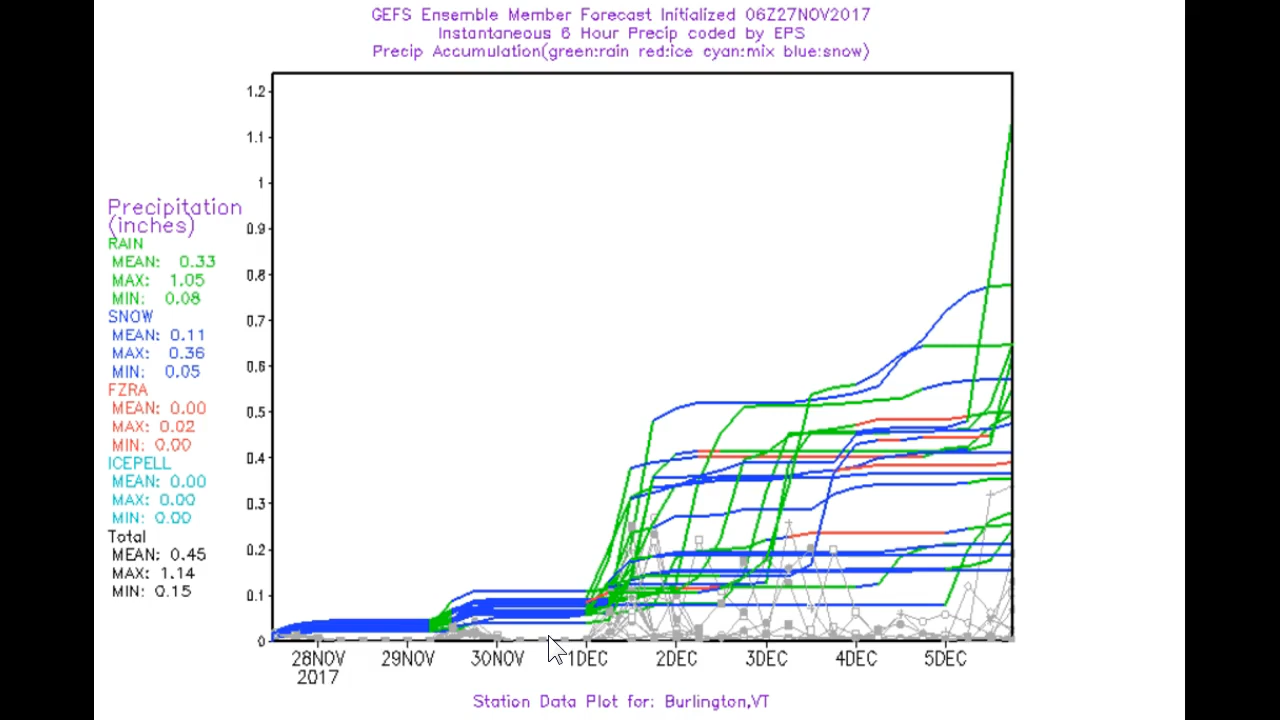 GEFS Ensemble Member Forecast Initialized 06Z27NOV2017
Instantaneous 6 Hour Precip coded by EPS
Precip Accumulation(green:rain red:ice cyan:mix blue:snow)
1.2
1.1
1
0.9
0.8
0.7
0.6
0.5
0.4
0.3
0.2
0.1
0
Precipitation
(inches)
RAIN
MEAN: 0.33
MAX: 1.05
MIN: 0.08
SNOW
MEAN: 0.11
MAX: 0.36
MIN: 0.05
FZRA
MEAN: 0.00
MAX: 0.02
MIN: 0.00
ICEPELL
MEAN: 0.00
MAX: 0.00
MIN: 0.00
Total
MEAN: 0.45
MAX: 1.14
MIN: 0.15
28NOV 29NOV 30NOV 1DEC 2DEC 3DEC 4DEC 5DEC
2017
Station Data Plot for: Burlington,VT